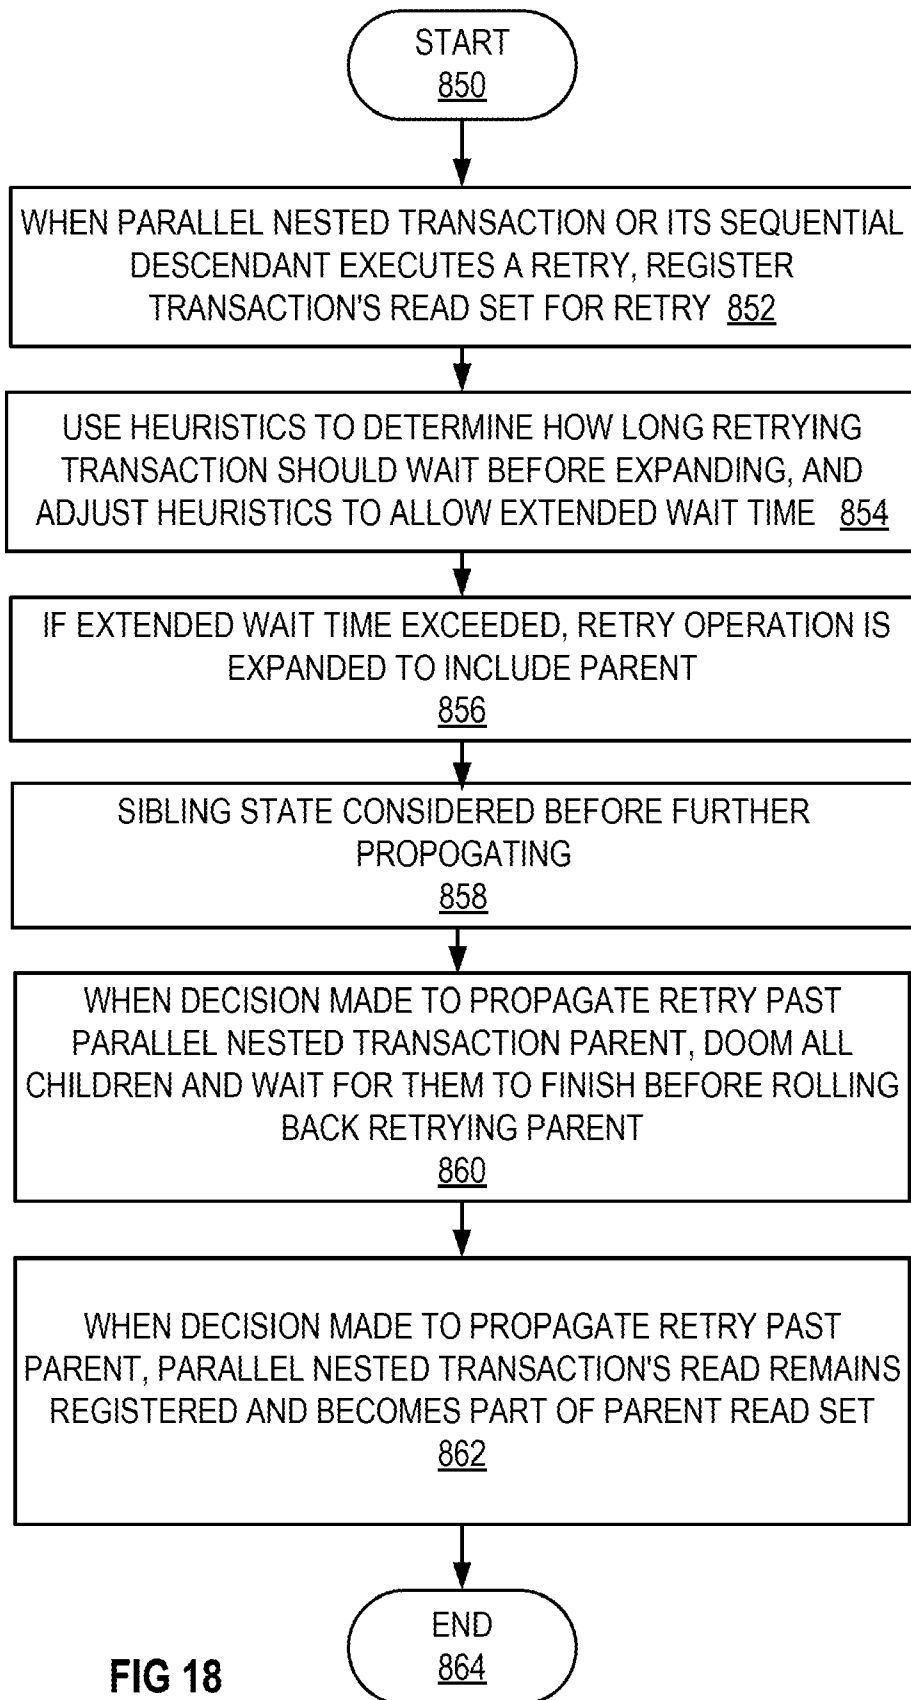 START
850
WHEN PARALLEL NESTED TRANSACTION OR ITS SEQUENTIAL
DESCENDANT EXECUTES A RETRY, REGISTER
TRANSACTION'S READ SET FOR RETRY 852
USE HEURISTICS TO DETERMINE HOW LONG RETRYING
TRANSACTION SHOULD WAIT BEFORE EXPANDING, AND
ADJUST HEURISTICS TO ALLOW EXTENDED WAIT TIME 854
IF EXTENDED WAIT TIME EXCEEDED, RETRY OPERATION IS
EXPANDED TO INCLUDE PARENT
856
SIBLING STATE CONSIDERED BEFORE FURTHER
PROPOGATING
858
WHEN DECISION MADE TO PROPAGATE RETRY PAST
PARALLEL NESTED TRANSACTION PARENT, DOOM ALL
CHILDREN AND WAIT FOR THEM TO FINISH BEFORE ROLLING
BACK RETRYING PARENT
860
WHEN DECISION MADE TO PROPAGATE RETRY PAST
PARENT, PARALLEL NESTED TRANSACTION'S READ REMAINS
REGISTERED AND BECOMES PART OF PARENT READ SET
862
END
864
FIG 18